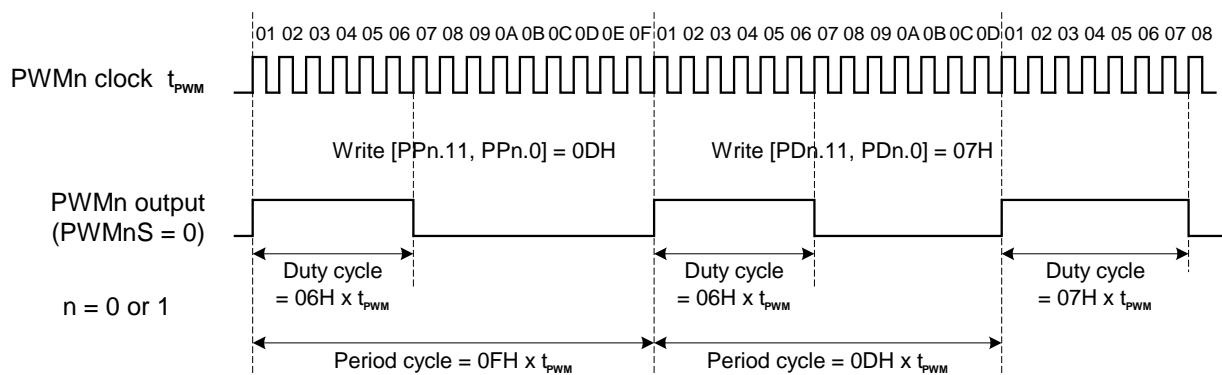 01 02 03 04 05 06 07 08 09 0A 0B 0C 0D 0E 0F 01 02 03 04 05 06 07 08 09 0A 0B 0C 0D 01 02 03 04 05 06 07 08
PWMn clock tPWM
Write [PPn.11, PPn.0] = 0DH
Write [PDn.11, PDn.0] = 07H
PWMn output
(PWMnS = 0)
Duty cycle
= 06H x tPWM
Duty cycle
= 06H x tPWM
Duty cycle
= 07H x tPWM
n = 0 or 1
Period cycle = 0FH x tPWM
Period cycle = 0DH x tPWM